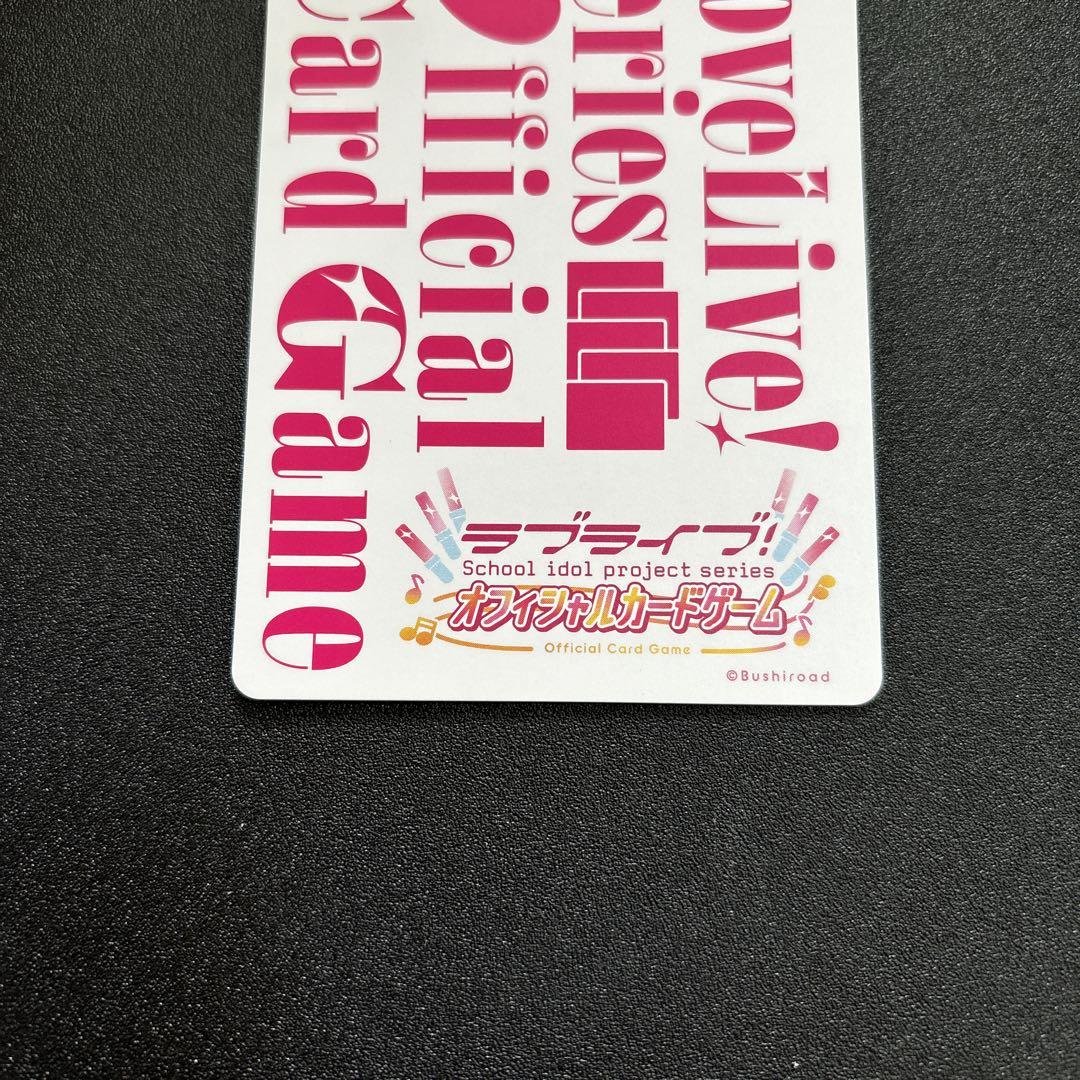 oveLive!
eries
fficial
Card Game
ラブライブ!
School idol project series
オフィシャルカードゲーム
Official Card Game
©Bushiroad